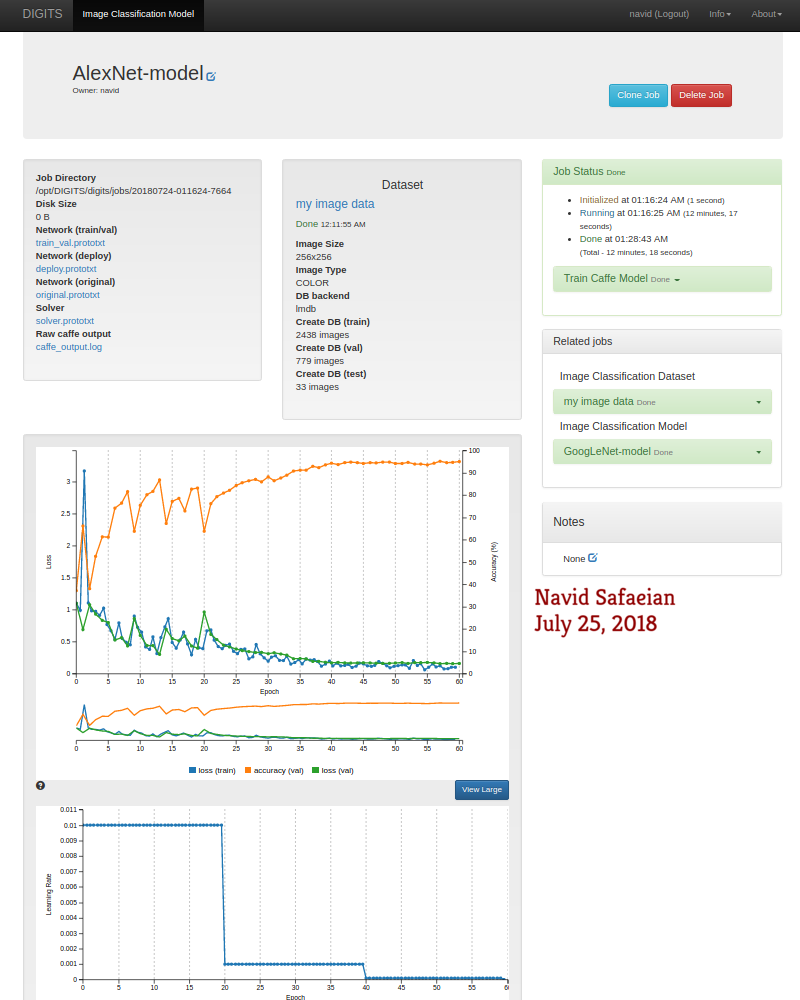 DIGITS Image Classification Model navid (Logout) Info About
AlexNet-model
Owner: navid
Clone Job Delete Job
Job Directory
/opt/DIGITS/digits/jobs/20180724-011624-7664
Disk Size
0 B
Network (train/val)
train_val.prototxt
Network (deploy)
deploy.prototxt
Network (original)
original.prototxt
Solver
solver.prototxt
Raw caffe output
caffe_output.log
Dataset
my image data
Done 12:11:55 AM
Image Size
256x256
Image Type
COLOR
DB backend
lmdb
Create DB (train)
2438 images
Create DB (val)
779 images
Create DB (test)
33 images
Job Status Done
Initialized at 01:16:24 AM (1 second)
Running at 01:16:25 AM (12 minutes, 17
seconds)
Done at 01:28:43 AM
(Total - 12 minutes, 18 seconds)
Train Caffe Model Done
Related jobs
Image Classification Dataset
my image data Done
Image Classification Model
GoogLeNet-model Done
Notes
None
Navid Safaeian
July 25, 2018
3
2.5
2
1.5
1
0.5
0
Loss
100
90
80
70
60
50
40
30
20
10
0
Accuracy (%)
0 5 10 15 20 25 30 35 40 45 50 55 60
Epoch
0 5 10 15 20 25 30 35 40 45 50 55 60
loss (train) accuracy (val) loss (val)
View Large
0.011
0.01
0.009
0.008
0.007
0.006
0.005
0.004
0.003
0.002
0.001
0
Learning Rate
0 5 10 15 20 25 30 35 40 45 50 55
Epoch